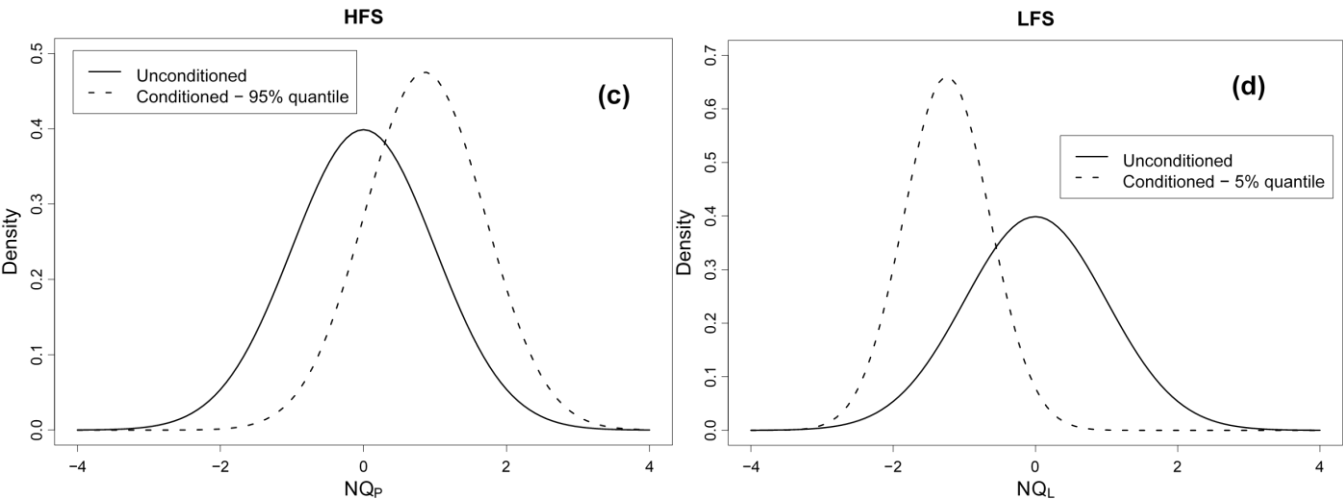 HFS
Unconditioned
Conditioned − 95% quantile
(c)
Density
0.0
0.1
0.2
0.3
0.4
0.5
−4
−2
0
2
4
NQP
LFS
(d)
Unconditioned
Conditioned − 5% quantile
Density
0.0
0.1
0.2
0.3
0.4
0.5
0.6
0.7
−4
−2
0
2
4
NQL